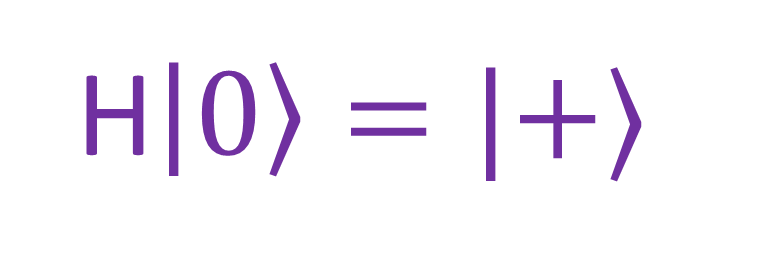 H|0⟩ = |+⟩